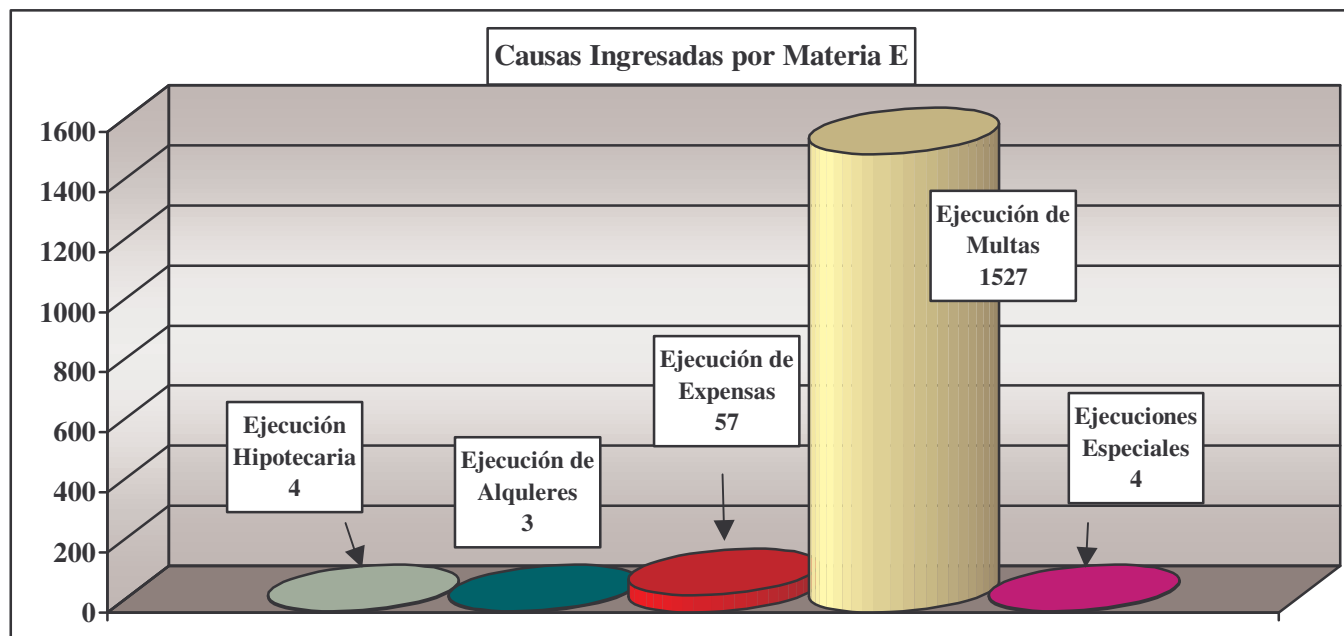 Causas Ingresadas por Materia E
1600
1400
1200
1000
800
600
400
200
0
Ejecución
Hipotecaria
4
Ejecución de
Alquleres
3
Ejecución de
Expensas
57
Ejecución de
Multas
1527
Ejecuciones
Especiales
4